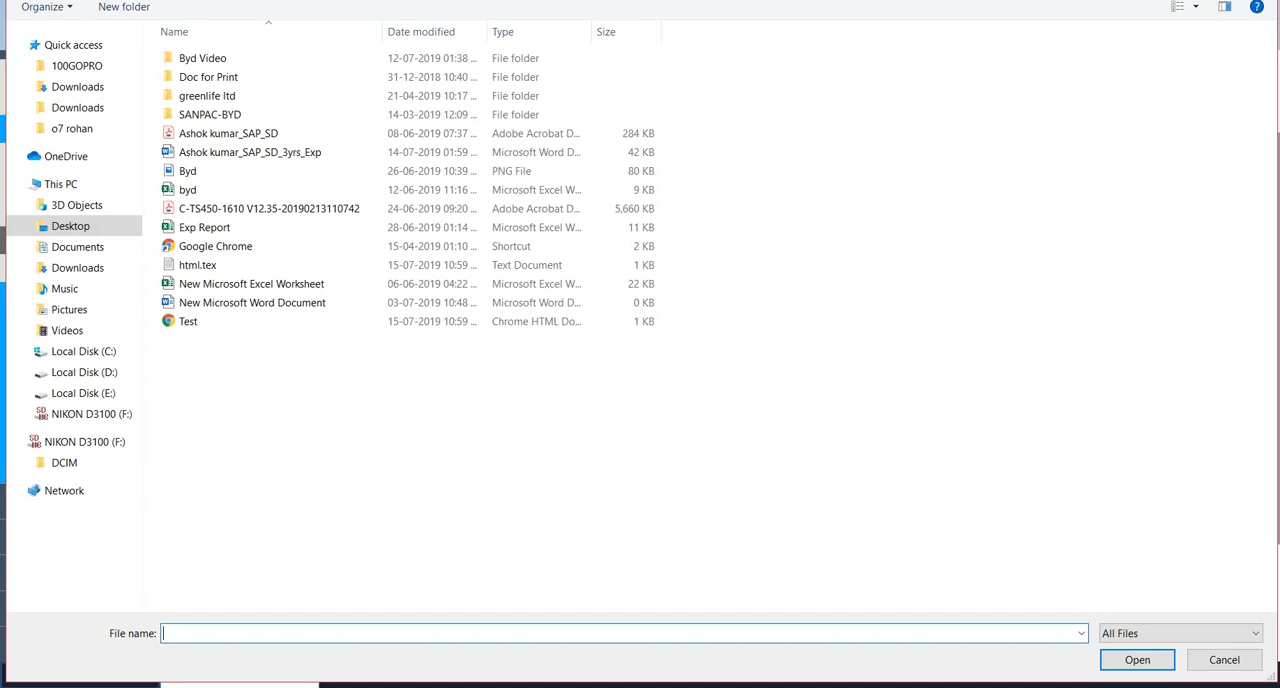 Organize New folder
Name Date modified Type Size
Quick access
100GOPRO
Downloads
Downloads
o7 rohan
OneDrive
This PC
3D Objects
Desktop
Documents
Downloads
Music
Pictures
Videos
Local Disk (C:)
Local Disk (D:)
Local Disk (E:)
NIKON D3100 (F:)
NIKON D3100 (F:)
DCIM
Network
Byd Video 12-07-2019 01:38 ... File folder
Doc for Print 31-12-2018 10:40 ... File folder
greenlife ltd 21-04-2019 10:17 ... File folder
SANPAC-BYD 14-03-2019 12:09 ... File folder
Ashok kumar_SAP_SD 08-06-2019 07:37 ... Adobe Acrobat D... 284 KB
Ashok kumar_SAP_SD_3yrs_Exp 14-07-2019 01:59 ... Microsoft Word D... 42 KB
Byd 26-06-2019 10:39 ... PNG File 80 KB
byd 12-06-2019 11:16 ... Microsoft Excel W... 9 KB
C-TS450-1610 V12.35-20190213110742 24-06-2019 09:20 ... Adobe Acrobat D... 5,660 KB
Exp Report 28-06-2019 01:14 ... Microsoft Excel W... 11 KB
Google Chrome 15-04-2019 01:10 ... Shortcut 2 KB
html.tex 15-07-2019 10:59 ... Text Document 1 KB
New Microsoft Excel Worksheet 06-06-2019 04:22 ... Microsoft Excel W... 22 KB
New Microsoft Word Document 03-07-2019 10:48 ... Microsoft Word D... 0 KB
Test 15-07-2019 10:59 ... Chrome HTML Do... 1 KB
File name: All Files
Open Cancel